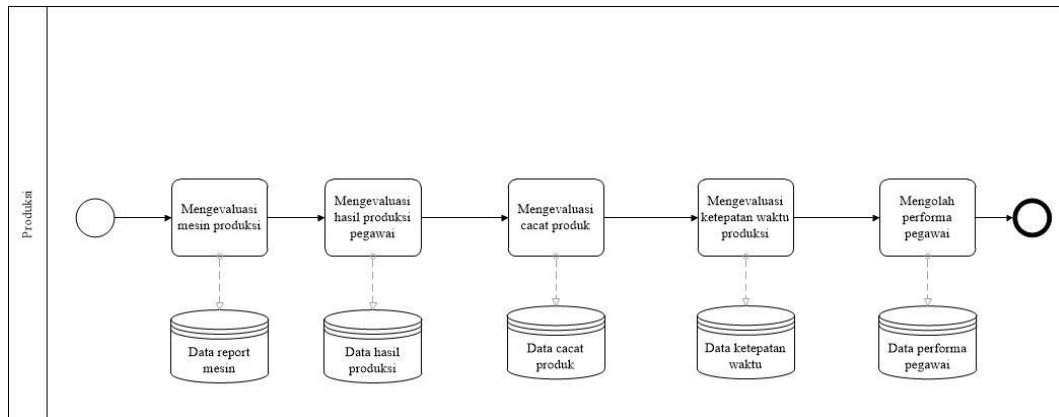 Produksi
Mengevaluasi
mesin produksi
Mengevaluasi
hasil produksi
pegawai
Mengevaluasi
cacat produk
Mengevaluasi
ketepatan waktu
produksi
Mengolah
performa
pegawai
Data report
mesin
Data hasil
produksi
Data cacat
produk
Data ketepatan
waktu
Data performa
pegawai